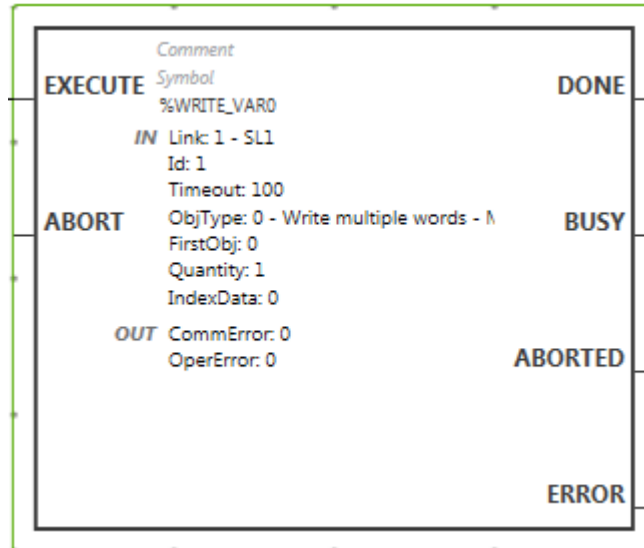 Comment
EXECUTE Symbol DONE
%WRITE_VAR0
IN Link: 1 - SL1
Id: 1
Timeout: 100
ABORT ObjType: 0 - Write multiple words - BUSY
FirstObj: 0
Quantity: 1
IndexData: 0
OUT CommError: 0
OperError: 0 ABORTED
ERROR